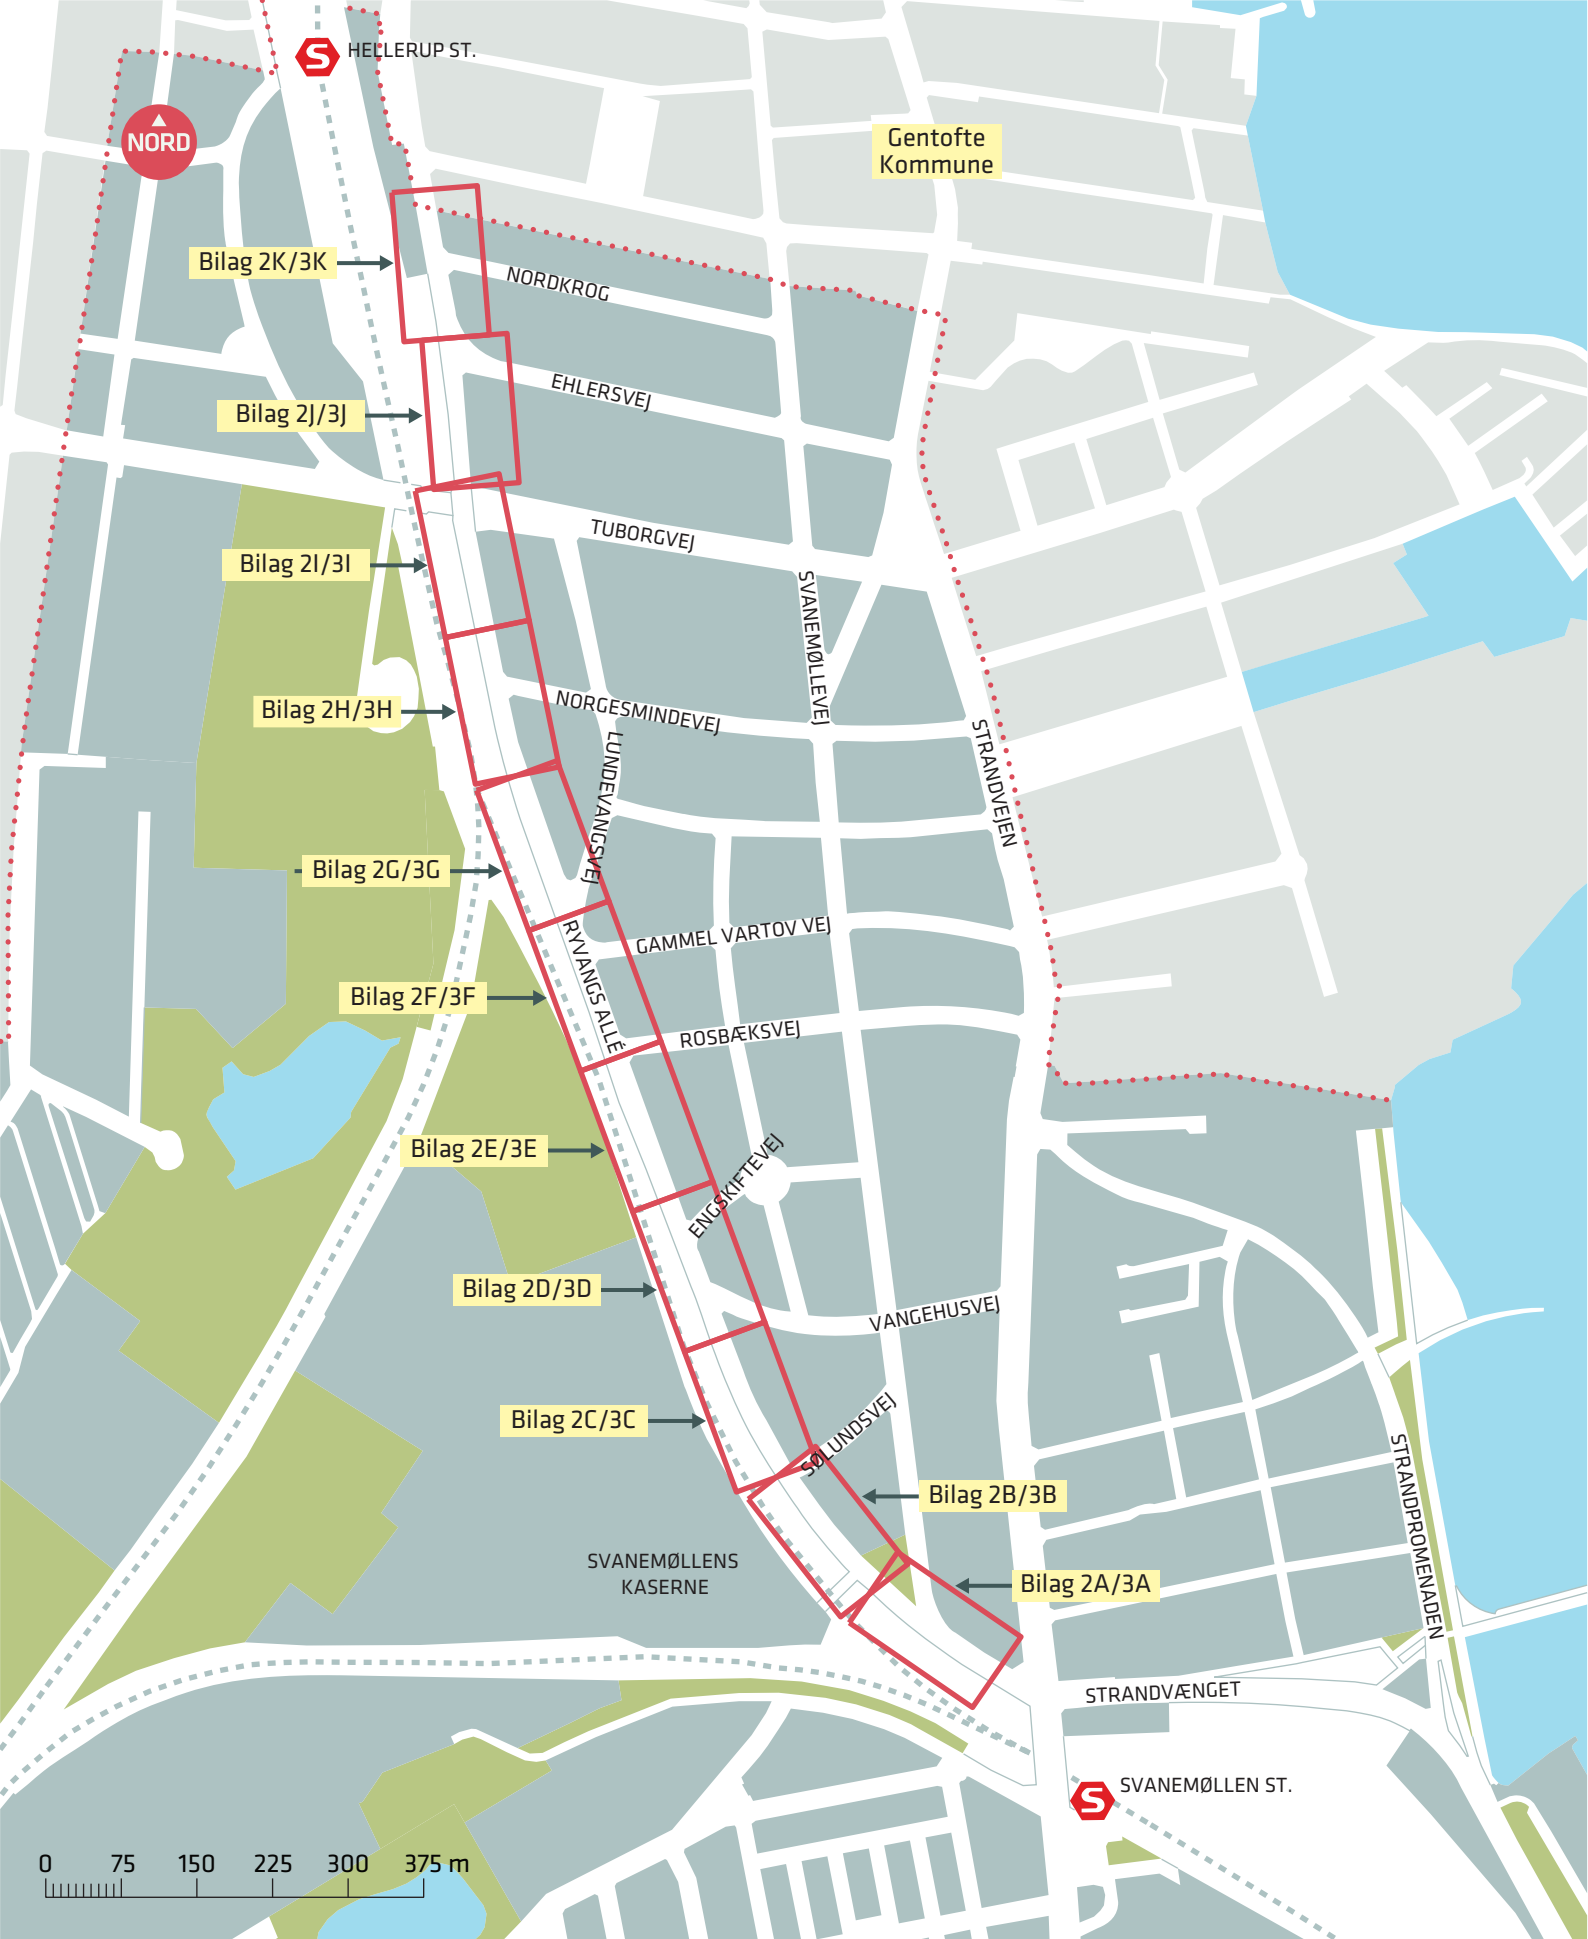 HELLERUP ST.
NORD
Gentofte
Kommune
Bilag 2K/3K
NORDKROG
EHLERSVEJ
Bilag 2J/3J
TUBORGVEJ
Bilag 2I/3I
SVANEMØLLEVEJ
Bilag 2H/3H
NORGESMINDEVEJ
STRANDVEJEN
LUNDEVANGSVEJ
Bilag 2G/3G
RYVANGS ALLÉ
GAMMEL VARTOV VEJ
Bilag 2F/3F
ROSBÆKSVEJ
Bilag 2E/3E
ENGSKIFTEVEJ
Bilag 2D/3D
VANGEHUSVEJ
Bilag 2C/3C
SØLUNDSVEJ
STRANDPROMENADEN
Bilag 2B/3B
SVANEMØLLENS
KASERNE
Bilag 2A/3A
STRANDVÆNGET
SVANEMØLLEN ST.
0 75 150 225 300 375 m